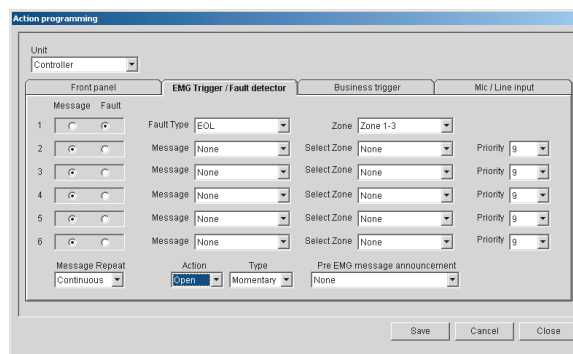 Action programming
Unit
Controller
Front panel EMG Trigger / Fault detector Business trigger Mic / Line input
Message Fault
1 Fault Type EOL Zone Zone 1-3
2 Message None Select Zone None Priority 9
3 Message None Select Zone None Priority 9
4 Message None Select Zone None Priority 9
5 Message None Select Zone None Priority 9
6 Message None Select Zone None Priority 9
Message Repeat Action Type Pre EMG message announcement
Continuous Open Momentary None
Save Cancel Close